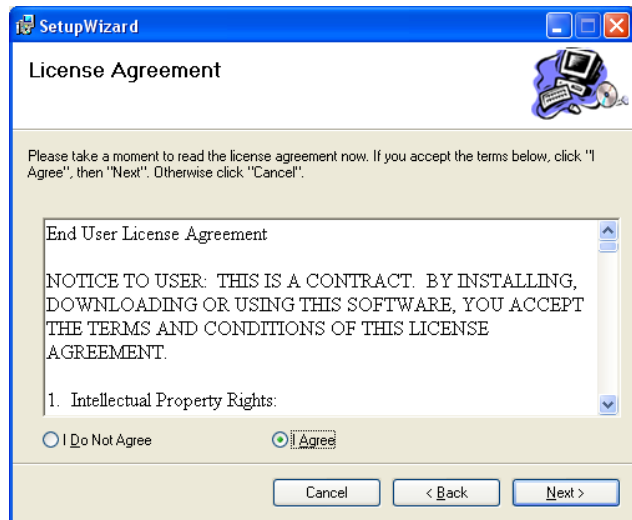 SetupWizard
License Agreement
Please take a moment to read the license agreement now. If you accept the terms below, click "I
Agree", then "Next". Otherwise click "Cancel".
End User License Agreement
NOTICE TO USER:  THIS IS A CONTRACT.  BY INSTALLING,
DOWNLOADING OR USING THIS SOFTWARE, YOU ACCEPT
THE TERMS AND CONDITIONS OF THIS LICENSE
AGREEMENT.
1.  Intellectual Property Rights:
I Do Not Agree
I Agree
Cancel
< Back
Next >